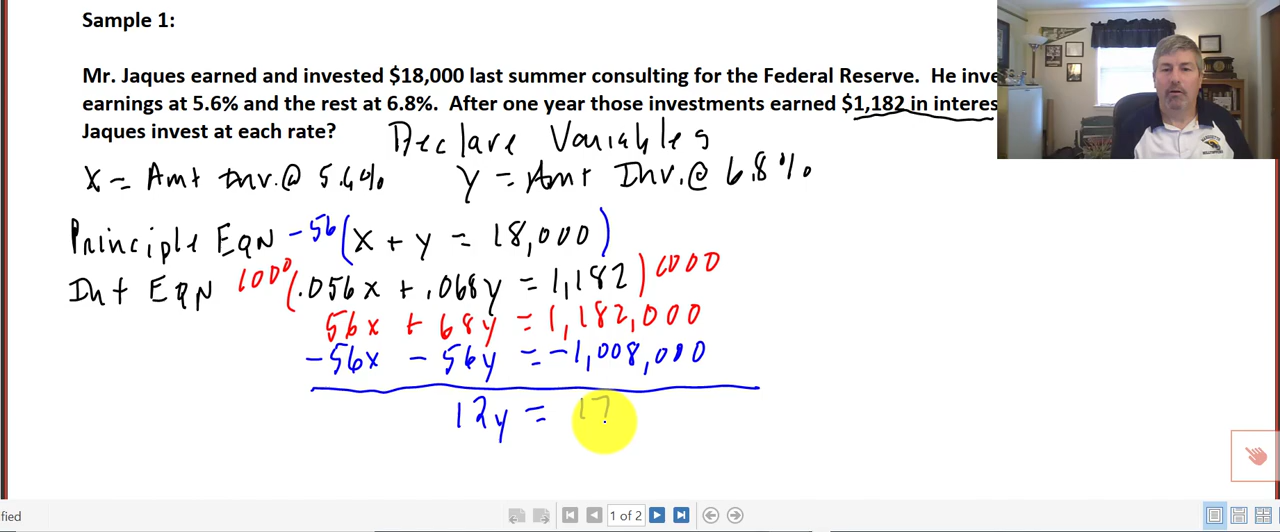 Sample 1:
Mr. Jaques earned and invested $18,000 last summer consulting for the Federal Reserve. He inve
earnings at 5.6% and the rest at 6.8%. After one year those investments earned $1,182 in interes
Jaques invest at each rate?
Declare Variables
X = Amt Inv. @ 5.6% y = Amt Inv. @ 6.8%
Principle EQN -56(x + y = 18,000)
Int EQN 1000(.056x + .068y = 1,182)1000
56x + 68y = 1,182,000
-56x - 56y = -1,008,000
12y = 17
fied
1 of 2